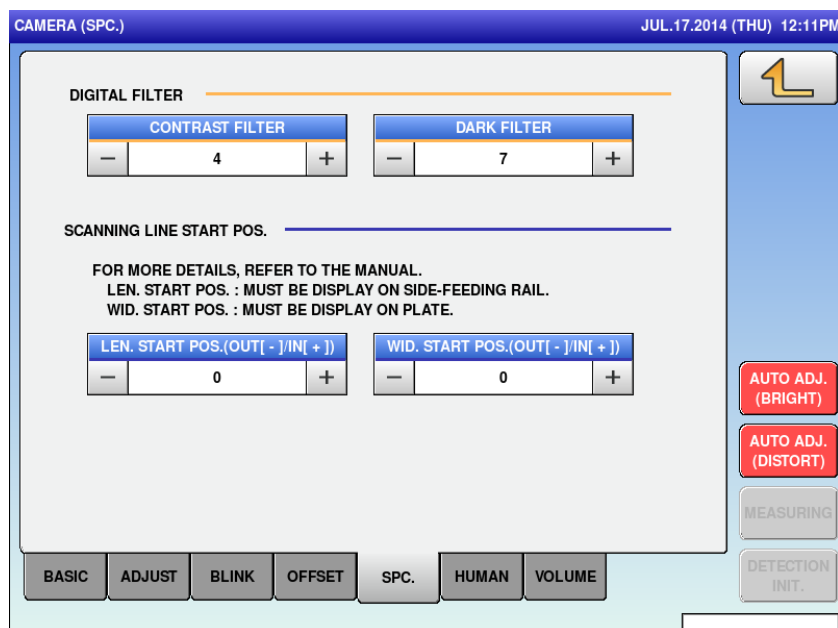 CAMERA (SPC.) JUL.17.2014 (THU) 12:11PM
DIGITAL FILTER
CONTRAST FILTER DARK FILTER
− 4 + − 7 +
SCANNING LINE START POS.
FOR MORE DETAILS, REFER TO THE MANUAL.
LEN. START POS. : MUST BE DISPLAY ON SIDE-FEEDING RAIL.
WID. START POS. : MUST BE DISPLAY ON PLATE.
LEN. START POS.(OUT[ - ]/IN[ + ]) WID. START POS.(OUT[ - ]/IN[ + ])
− 0 + − 0 +
AUTO ADJ.
(BRIGHT)
AUTO ADJ.
(DISTORT)
MEASURING
DETECTION
INIT.
BASIC ADJUST BLINK OFFSET SPC. HUMAN VOLUME